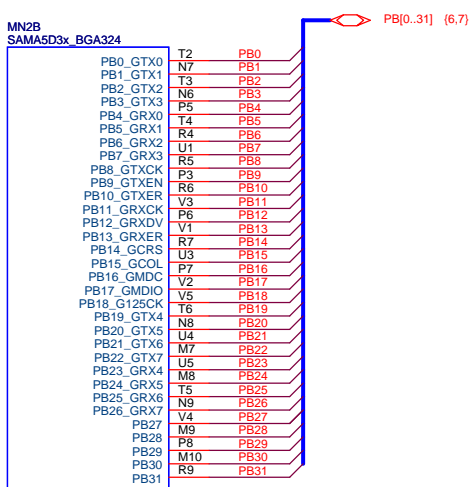 PB[0..31] {6,7}
MN2B
SAMA5D3x_BGA324
PB0_GTX0 T2 PB0
PB1_GTX1 N7 PB1
PB2_GTX2 T3 PB2
PB3_GTX3 N6 PB3
PB4_GRX0 P5 PB4
PB5_GRX1 T4 PB5
PB6_GRX2 R4 PB6
PB7_GRX3 U1 PB7
PB8_GTXCK R5 PB8
PB9_GTXEN P3 PB9
PB10_GTXER R6 PB10
PB11_GRXCK V3 PB11
PB12_GRXDV P6 PB12
PB13_GRXER V1 PB13
PB14_GCRS R7 PB14
PB15_GCOL U3 PB15
PB16_GMDC P7 PB16
PB17_GMDIO V2 PB17
PB18_G125CK V5 PB18
PB19_GTX4 T6 PB19
PB20_GTX5 N8 PB20
PB21_GTX6 U4 PB21
PB22_GTX7 M7 PB22
PB23_GRX4 U5 PB23
PB24_GRX5 M8 PB24
PB25_GRX6 T5 PB25
PB26_GRX7 N9 PB26
PB27 V4 PB27
PB28 M9 PB28
PB29 P8 PB29
PB30 M10 PB30
PB31 R9 PB31